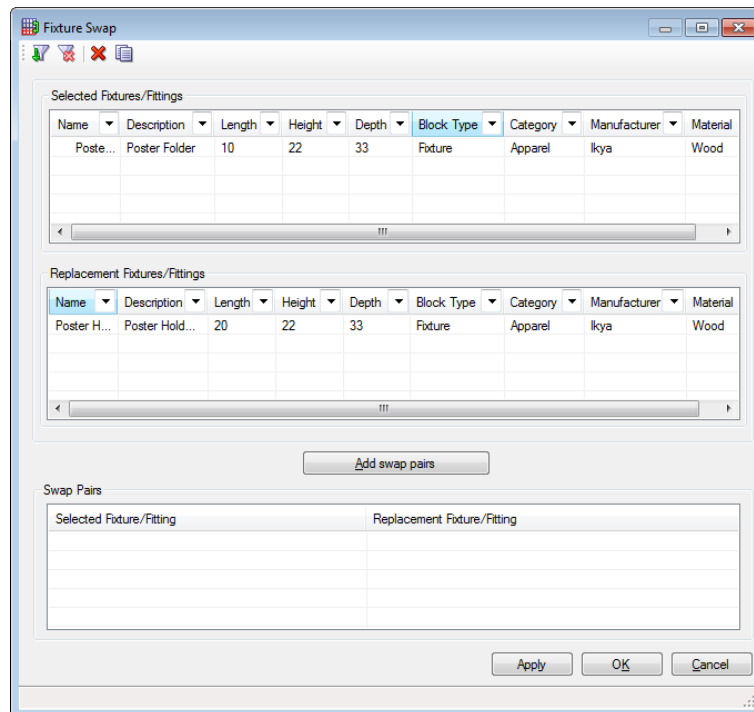 Fixture Swap
Selected Fixtures/Fittings
Name Description Length Height Depth Block Type Category Manufacturer Material
Poste... Poster Folder 10 22 33 Fixture Apparel Ikya Wood
Replacement Fixtures/Fittings
Name Description Length Height Depth Block Type Category Manufacturer Material
Poster H... Poster Hold... 20 22 33 Fixture Apparel Ikya Wood
Add swap pairs
Swap Pairs
Selected Fixture/Fitting Replacement Fixture/Fitting
Apply OK Cancel